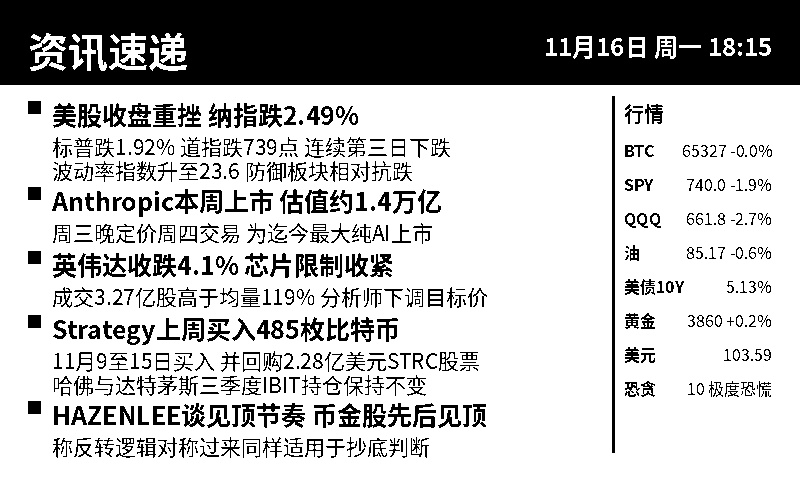 资讯速递
11月16日 周一 18:15
美股收盘重挫 纳指跌2.49%
标普跌1.92% 道指跌739点 连续第三日下跌
波动率指数升至23.6 防御板块相对抗跌
Anthropic本周上市 估值约1.4万亿
周三晚定价周四交易 为迄今最大纯AI上市
英伟达收跌4.1% 芯片限制收紧
成交3.27亿股高于均量119% 分析师下调目标价
Strategy上周买入485枚比特币
11月9至15日买入 并回购2.28亿美元STRC股票
哈佛与达特茅斯三季度IBIT持仓保持不变
HAZENLEE谈见顶节奏 币金股先后见顶
称反转逻辑对称过来同样适用于抄底判断
行情
BTC 65327 -0.0%
SPY 740.0 -1.9%
QQQ 661.8 -2.7%
油 85.17 -0.6%
美债10Y 5.13%
黄金 3860 +0.2%
美元 103.59
恐贪 10 极度恐慌